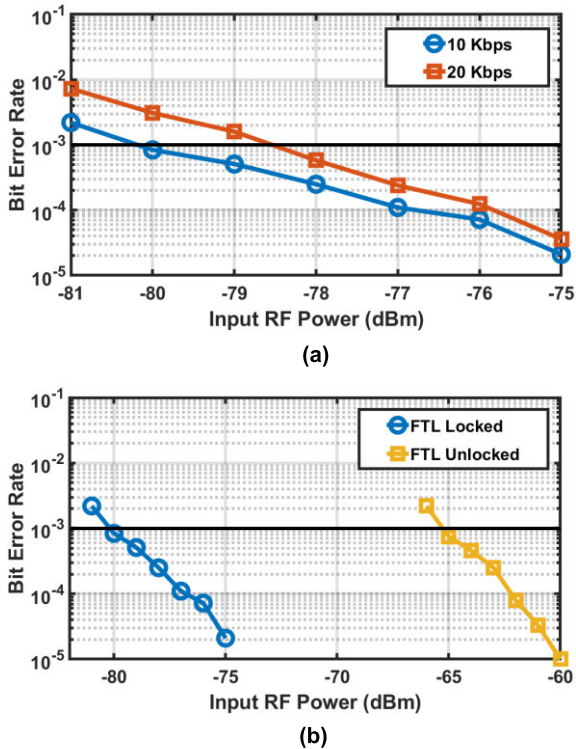 10⁻¹
10⁻²
10⁻³
10⁻⁴
10⁻⁵
Bit Error Rate
10 Kbps
20 Kbps
-81 -80 -79 -78 -77 -76 -75
Input RF Power (dBm)
(a)
10⁻¹
10⁻²
10⁻³
10⁻⁴
10⁻⁵
Bit Error Rate
FTL Locked
FTL Unlocked
-80 -75 -70 -65 -60
Input RF Power (dBm)
(b)